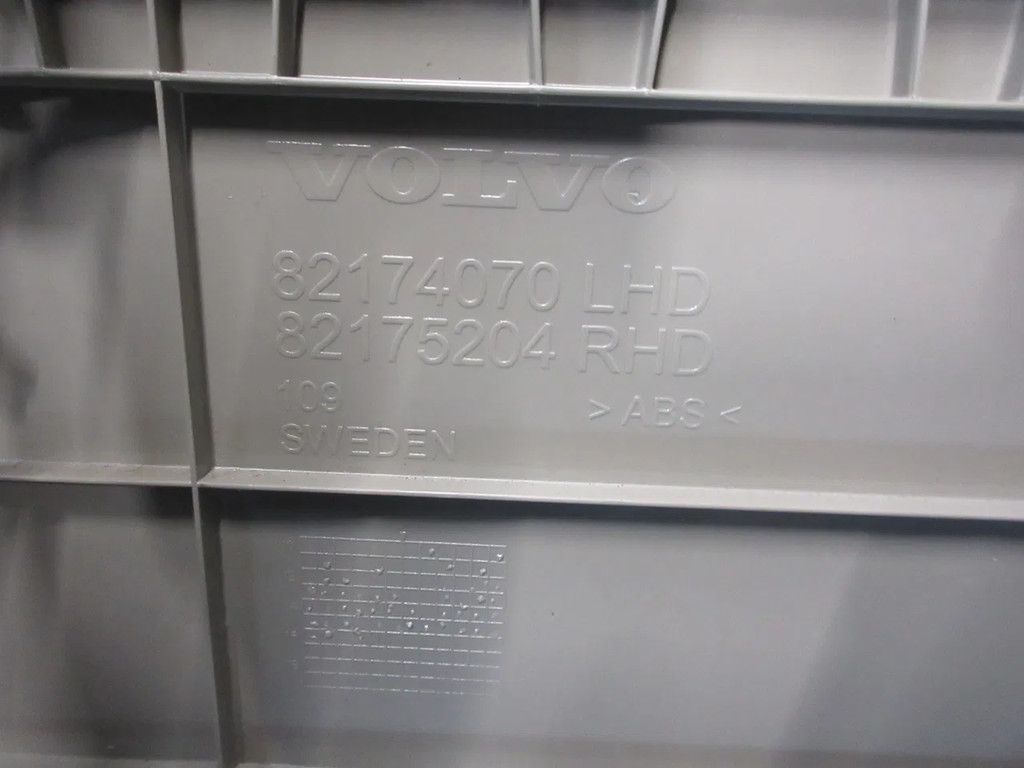 VOLVO
82174070 LHD
82175204 RHD
109
>ABS<
SWEDEN